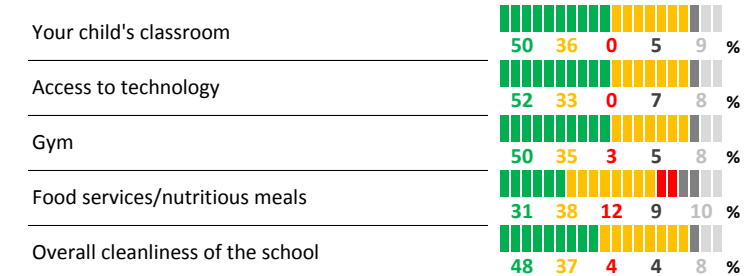 Your child's classroom
50 36 0 5 9 %
Access to technology
52 33 0 7 8 %
Gym
50 35 3 5 8 %
Food services/nutritious meals
31 38 12 9 10 %
Overall cleanliness of the school
48 37 4 4 8 %